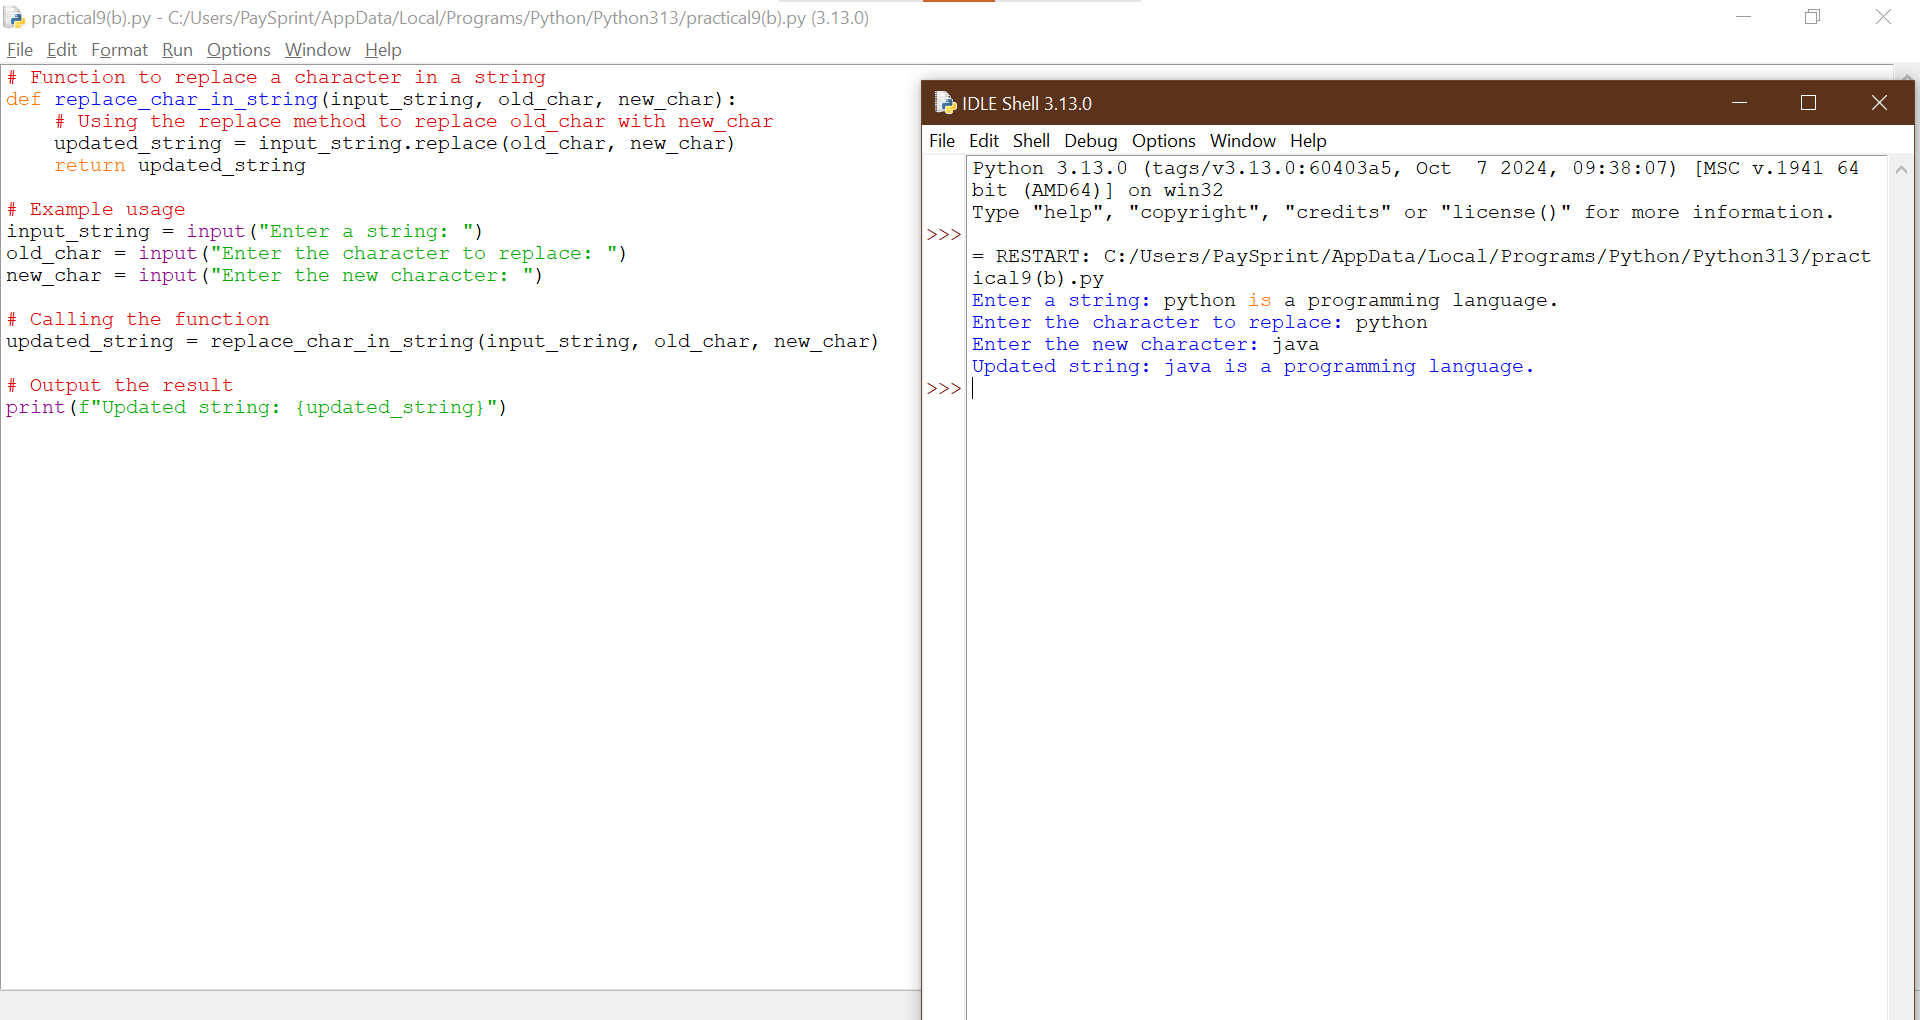 practical9(b).py - C:/Users/PaySprint/AppData/Local/Programs/Python/Python313/practical9(b).py (3.13.0)
File Edit Format Run Options Window Help
# Function to replace a character in a string
def replace_char_in_string(input_string, old_char, new_char):
    # Using the replace method to replace old_char with new_char
    updated_string = input_string.replace(old_char, new_char)
    return updated_string
# Example usage
input_string = input("Enter a string: ")
old_char = input("Enter the character to replace: ")
new_char = input("Enter the new character: ")
# Calling the function
updated_string = replace_char_in_string(input_string, old_char, new_char)
# Output the result
print(f"Updated string: {updated_string}")
IDLE Shell 3.13.0
File Edit Shell Debug Options Window Help
Python 3.13.0 (tags/v3.13.0:60403a5, Oct  7 2024, 09:38:07) [MSC v.1941 64
bit (AMD64)] on win32
Type "help", "copyright", "credits" or "license()" for more information.
>>>
= RESTART: C:/Users/PaySprint/AppData/Local/Programs/Python/Python313/pract
ical9(b).py
Enter a string: python is a programming language.
Enter the character to replace: python
Enter the new character: java
Updated string: java is a programming language.
>>>